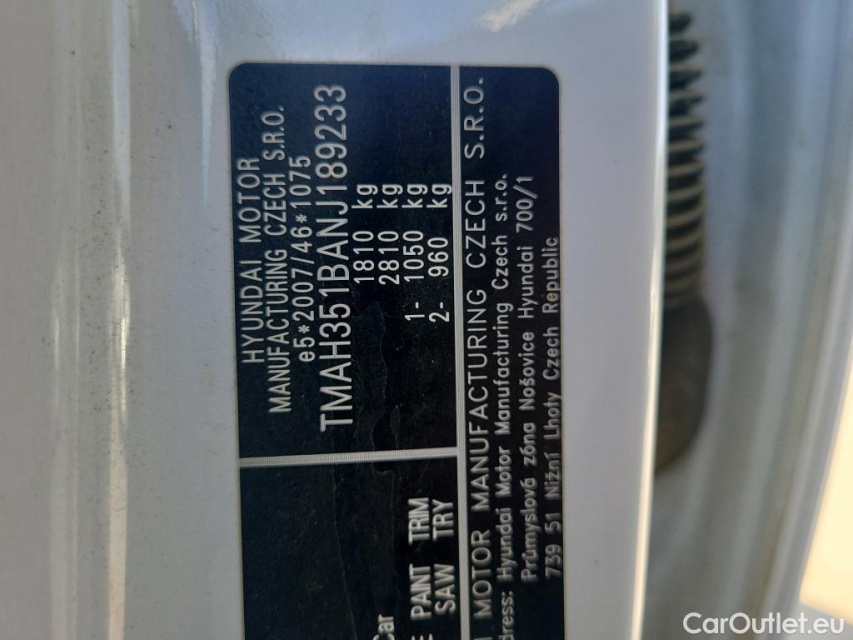 HYUNDAI MOTOR
MANUFACTURING CZECH S.R.O.
e5*2007/46*1075
TMAH351BANJ189233
1810 kg
2810 kg
1- 1050 kg
2- 960 kg
Car
PAINT TRIM
SAW TRY
MOTOR MANUFACTURING CZECH S.R.O.
dress: Hyundai Motor Manufacturing Czech s.r.o.
Průmyslová zóna Nošovice Hyundai 700/1
739 51 Nižní Lhoty Czech Republic
CarOutlet.eu